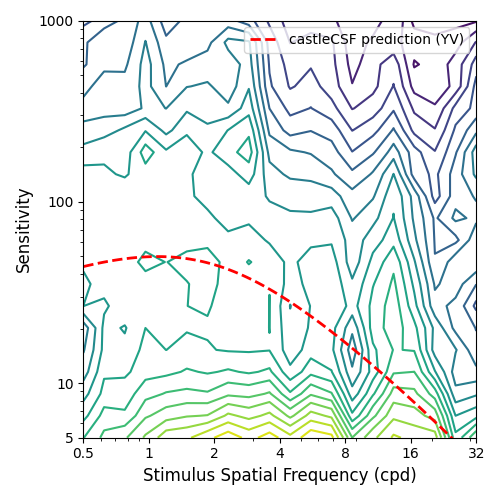 1000
castleCSF prediction (YV)
100
10
5
Sensitivity
0.5 1 2 4 8 16 32
Stimulus Spatial Frequency (cpd)